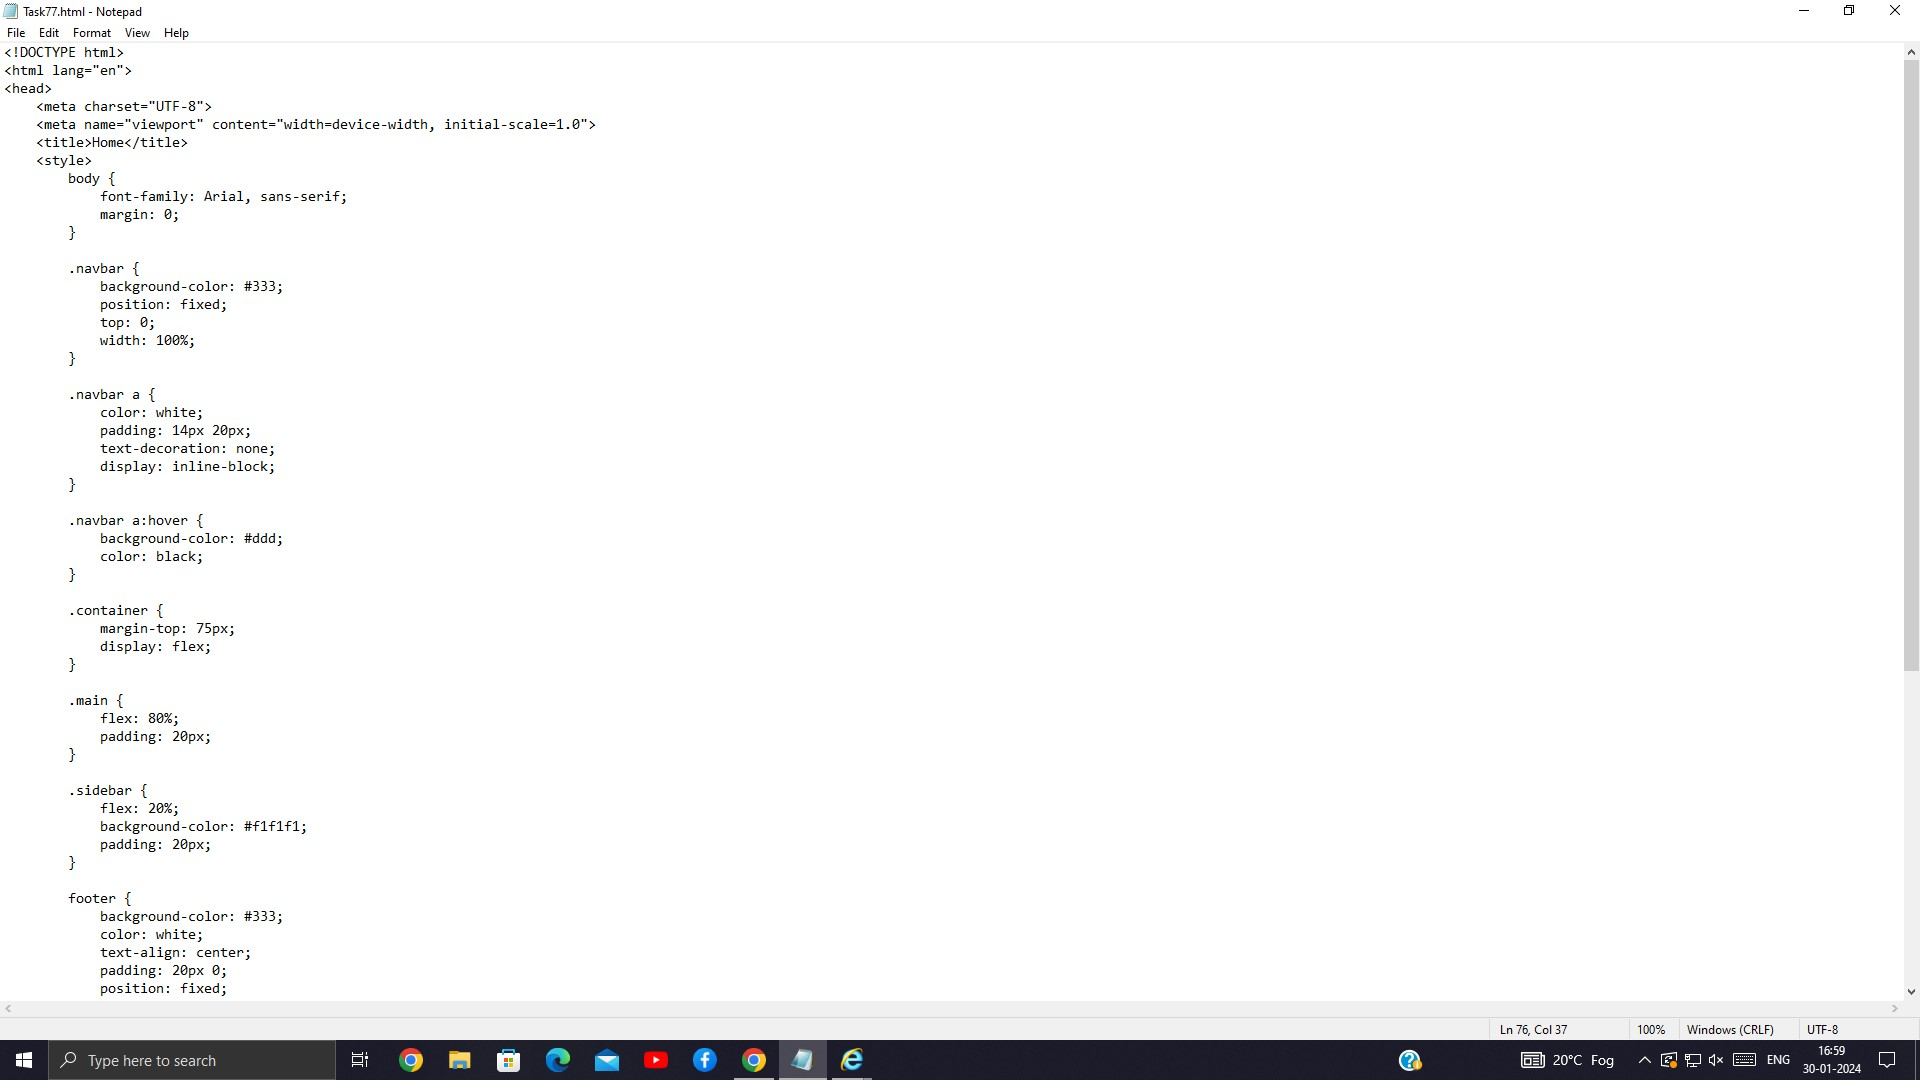 Task77.html - Notepad
File Edit Format View Help
<!DOCTYPE html>
<html lang="en">
<head>
    <meta charset="UTF-8">
    <meta name="viewport" content="width=device-width, initial-scale=1.0">
    <title>Home</title>
    <style>
        body {
            font-family: Arial, sans-serif;
            margin: 0;
        }

        .navbar {
            background-color: #333;
            position: fixed;
            top: 0;
            width: 100%;
        }

        .navbar a {
            color: white;
            padding: 14px 20px;
            text-decoration: none;
            display: inline-block;
        }

        .navbar a:hover {
            background-color: #ddd;
            color: black;
        }

        .container {
            margin-top: 75px;
            display: flex;
        }

        .main {
            flex: 80%;
            padding: 20px;
        }

        .sidebar {
            flex: 20%;
            background-color: #f1f1f1;
            padding: 20px;
        }

        footer {
            background-color: #333;
            color: white;
            text-align: center;
            padding: 20px 0;
            position: fixed;
Ln 76, Col 37 100% Windows (CRLF) UTF-8
Type here to search
20°C Fog
ENG
16:59
30-01-2024